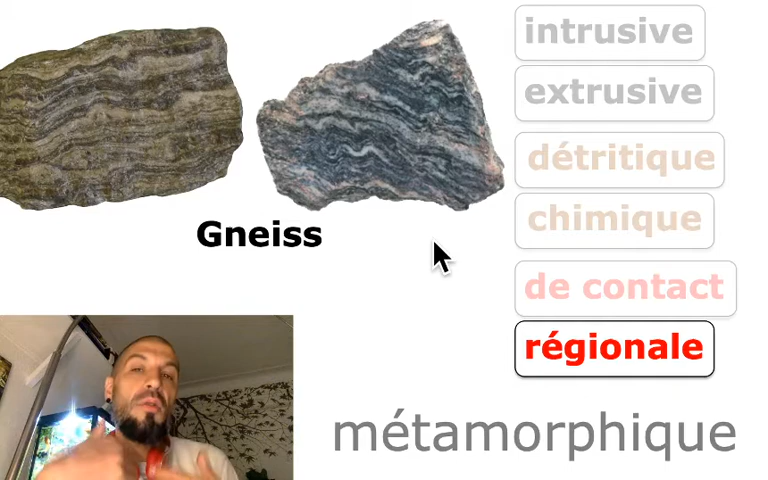 intrusive
extrusive
détritique
chimique
Gneiss
de contact
régionale
métamorphique